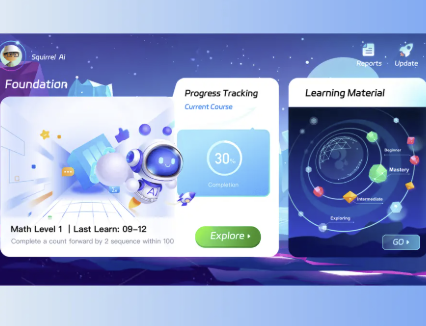 Squirrel Ai
Reports
Update
Foundation
Progress Tracking
Current Course
30%
Completion
Explore
Math Level 1 | Last Learn: 09-12
Complete a count forward by 2 sequence within 100
Learning Material
Beginner
Mastery
Intermediate
Exploring
GO
AI